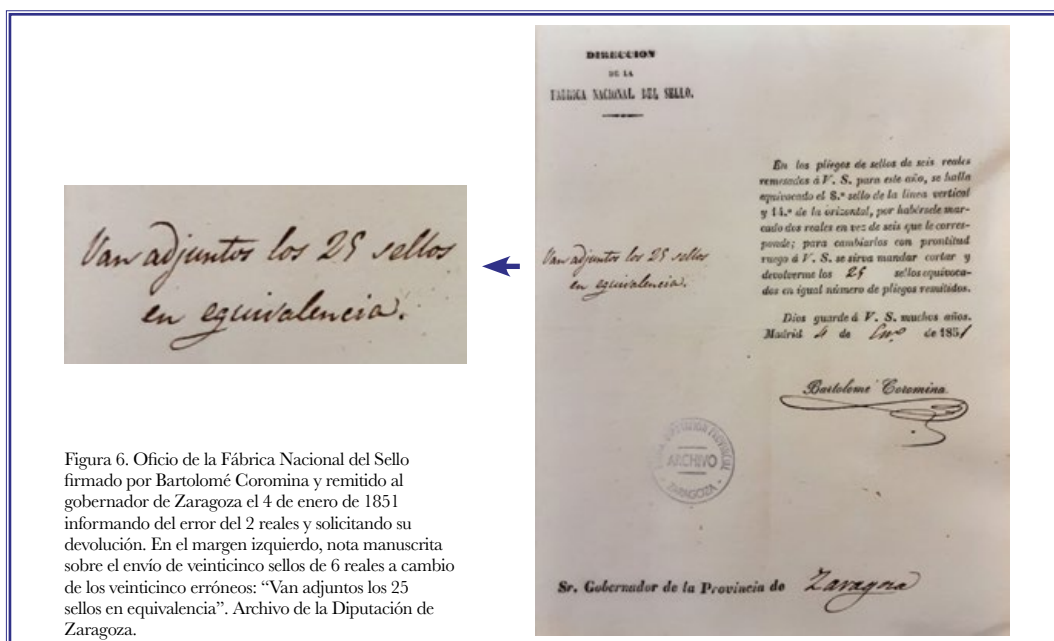 Van adjuntos los 25 sellos
en equivalencia.
Figura 6. Oficio de la Fábrica Nacional del Sello
firmado por Bartolomé Coromina y remitido al
gobernador de Zaragoza el 4 de enero de 1851
informando del error del 2 reales y solicitando su
devolución. En el margen izquierdo, nota manuscrita
sobre el envío de veinticinco sellos de 6 reales a cambio
de los veinticinco erróneos: “Van adjuntos los 25
sellos en equivalencia”. Archivo de la Diputación de
Zaragoza.
DIRECCION
DE LA
FABRICA NACIONAL DEL SELLO.
En los pliegos de sellos de seis reales
remesados á V. S. para este año, se halla
equivocado el 8.º sello de la linea vertical
y 14.º de la orizontal, por habérsele mar-
cado dos reales en vez de seis que le corres-
ponde; para cambiarlos con prontitud
ruego á V. S. se sirva mandar cortar y
devolverme los 25 sellos equivoca-
dos en igual número de pliegos remitidos.
Dios guarde á V. S. muchos años.
Madrid 4 de Eno de 1851
Van adjuntos los 25 sellos
en equivalencia.
Bartolomé Coromina
DIPUTACION PROVINCIAL
ARCHIVO
ZARAGOZA
Sr. Gobernador de la Provincia de Zaragoza